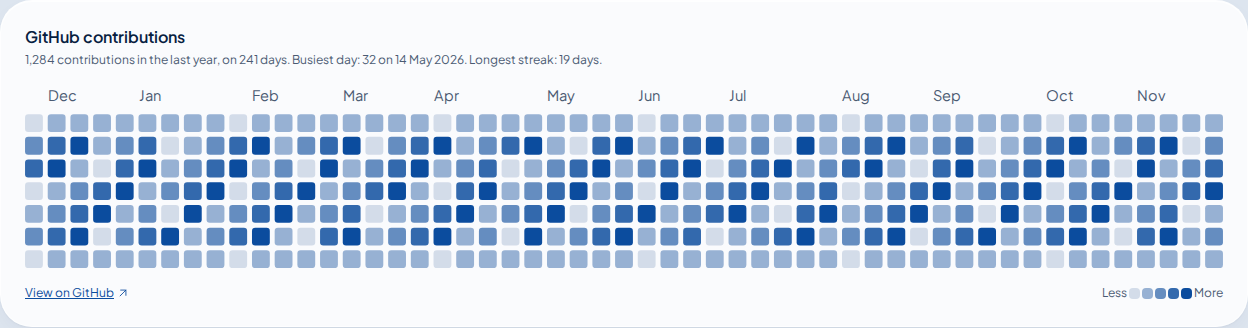 GitHub contributions
1,284 contributions in the last year, on 241 days. Busiest day: 32 on 14 May 2026. Longest streak: 19 days.
Dec Jan Feb Mar Apr May Jun Jul Aug Sep Oct Nov
View on GitHub ↗
Less More